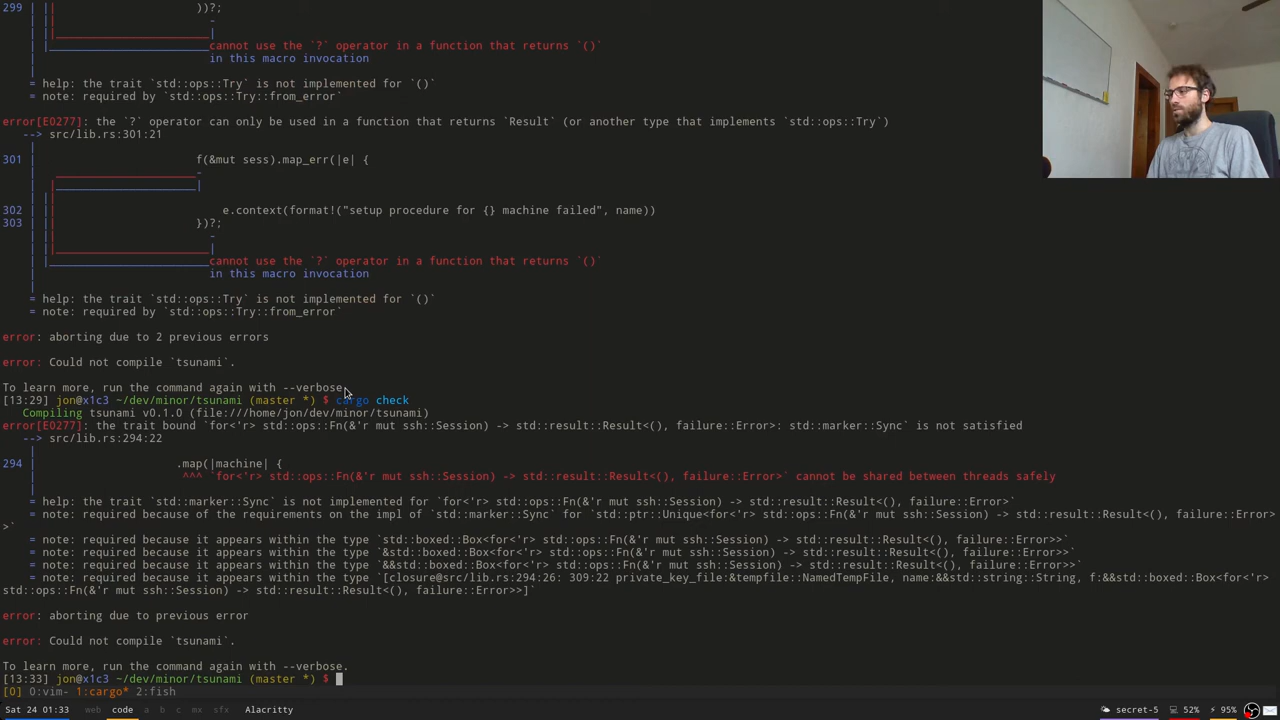 299 | ||                     })?;
    | ||                       -
    | ||_______________________|
    | |________________________cannot use the `?` operator in a function that returns `()`
    |                          in this macro invocation
    |
    = help: the trait `std::ops::Try` is not implemented for `()`
    = note: required by `std::ops::Try::from_error`
error[E0277]: the `?` operator can only be used in a function that returns `Result` (or another type that implements `std::ops::Try`)
   --> src/lib.rs:301:21
    |
301 |                         f(&mut sess).map_err(|e| {
    |    _____________________-
    |   |_____________________|
    |  ||
302 |  ||                         e.context(format!("setup procedure for {} machine failed", name))
303 |  ||                     })?;
    |  ||                       -
    |  ||_______________________|
    |  |________________________cannot use the `?` operator in a function that returns `()`
    |                           in this macro invocation
    |
    = help: the trait `std::ops::Try` is not implemented for `()`
    = note: required by `std::ops::Try::from_error`
error: aborting due to 2 previous errors
error: Could not compile `tsunami`.
To learn more, run the command again with --verbose.
[13:29] jon@x1c3 ~/dev/minor/tsunami (master *) $ cargo check
   Compiling tsunami v0.1.0 (file:///home/jon/dev/minor/tsunami)
error[E0277]: the trait bound `for<'r> std::ops::Fn(&'r mut ssh::Session) -> std::result::Result<(), failure::Error>: std::marker::Sync` is not satisfied
   --> src/lib.rs:294:22
    |
294 |                     .map(|machine| {
    |                      ^^^ `for<'r> std::ops::Fn(&'r mut ssh::Session) -> std::result::Result<(), failure::Error>` cannot be shared between threads safely
    |
    = help: the trait `std::marker::Sync` is not implemented for `for<'r> std::ops::Fn(&'r mut ssh::Session) -> std::result::Result<(), failure::Error>`
    = note: required because of the requirements on the impl of `std::marker::Sync` for `std::ptr::Unique<for<'r> std::ops::Fn(&'r mut ssh::Session) -> std::result::Result<(), failure::Error>
>`
    = note: required because it appears within the type `std::boxed::Box<for<'r> std::ops::Fn(&'r mut ssh::Session) -> std::result::Result<(), failure::Error>>`
    = note: required because it appears within the type `&std::boxed::Box<for<'r> std::ops::Fn(&'r mut ssh::Session) -> std::result::Result<(), failure::Error>>`
    = note: required because it appears within the type `&&std::boxed::Box<for<'r> std::ops::Fn(&'r mut ssh::Session) -> std::result::Result<(), failure::Error>>`
    = note: required because it appears within the type `[closure@src/lib.rs:294:26: 309:22 private_key_file:&tempfile::NamedTempFile, name:&&std::string::String, f:&&std::boxed::Box<for<'r>
std::ops::Fn(&'r mut ssh::Session) -> std::result::Result<(), failure::Error>>]`
error: aborting due to previous error
error: Could not compile `tsunami`.
To learn more, run the command again with --verbose.
[13:33] jon@x1c3 ~/dev/minor/tsunami (master *) $
[0] 0:vim- 1:cargo* 2:fish
Sat 24 01:33 web code a b c mx sfx Alacritty secret-5 52% 95%